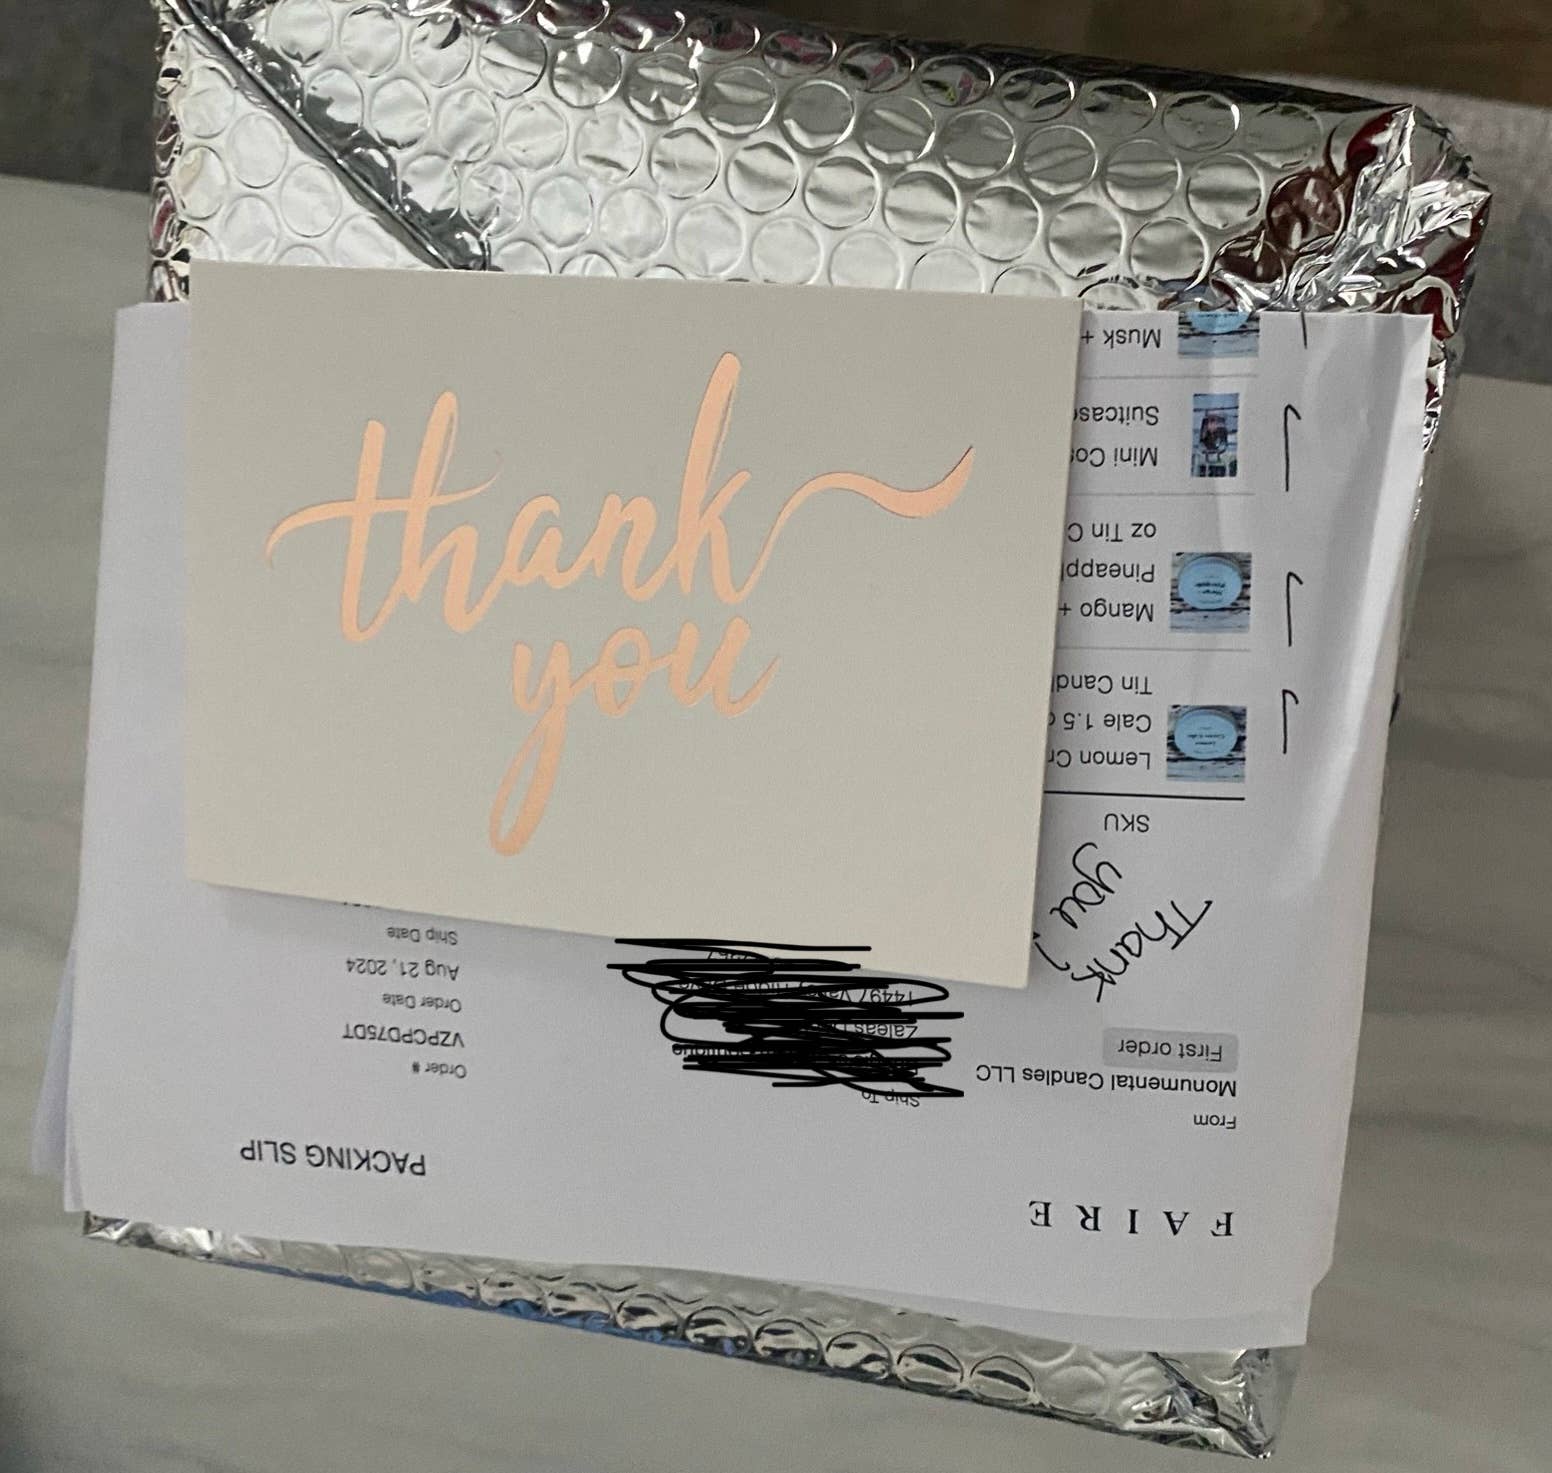 thank
you
FAIRE
PACKING SLIP
From
Monumental Candles LLC
First order
Thank
you :)
Ship To
Order #
VZPCPD75DT
Order Date
Aug 21, 2024
Ship Date
SKU
Lemon Cr
Cale 1.5
Tin Cand
Mango +
Pineappl
oz Tin C
Mini Co
Suitcas
Musk +